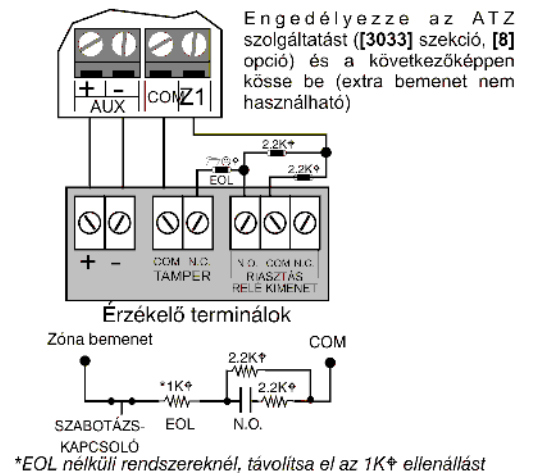 Engedélyezze az ATZ
szolgáltatást ([3033] szekció, [8]
opció) és a következőképpen
kösse be (extra bemenet nem
használható)
+ -
AUX
COM
Z1
2.2K⌖
2.2K⌖
EOL
+ -
COM N.C.
TAMPER
N.O. COM N.C.
RIASZTÁS
RELÉ KIMENET
Érzékelő terminálok
Zóna bemenet
COM
2.2K⌖
*1K⌖
2.2K⌖
SZABOTÁZS-
KAPCSOLÓ
EOL
N.O.
*EOL nélküli rendszereknél, távolítsa el az 1K⌖ ellenállást